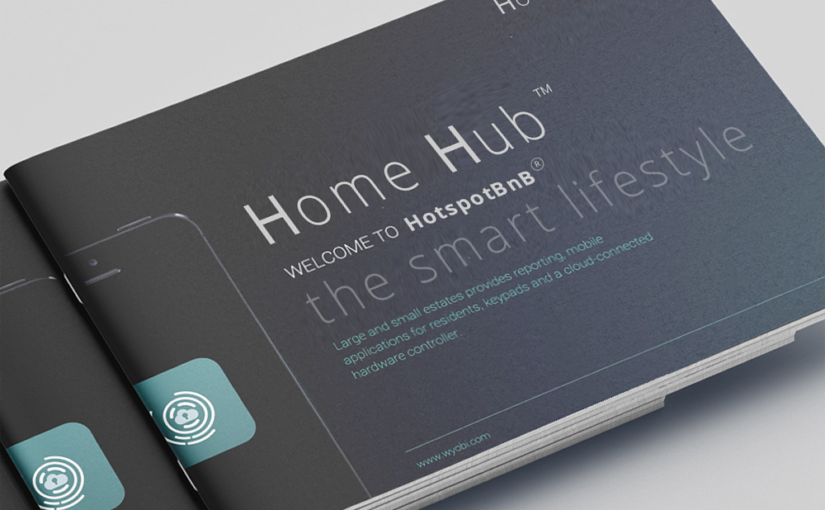 Home Hub™
WELCOME TO HotspotBnB®
the smart lifestyle
Large and small estates provides reporting, mobile
applications for residents, keypads and a cloud-connected
hardware controller.
www.wyobi.com